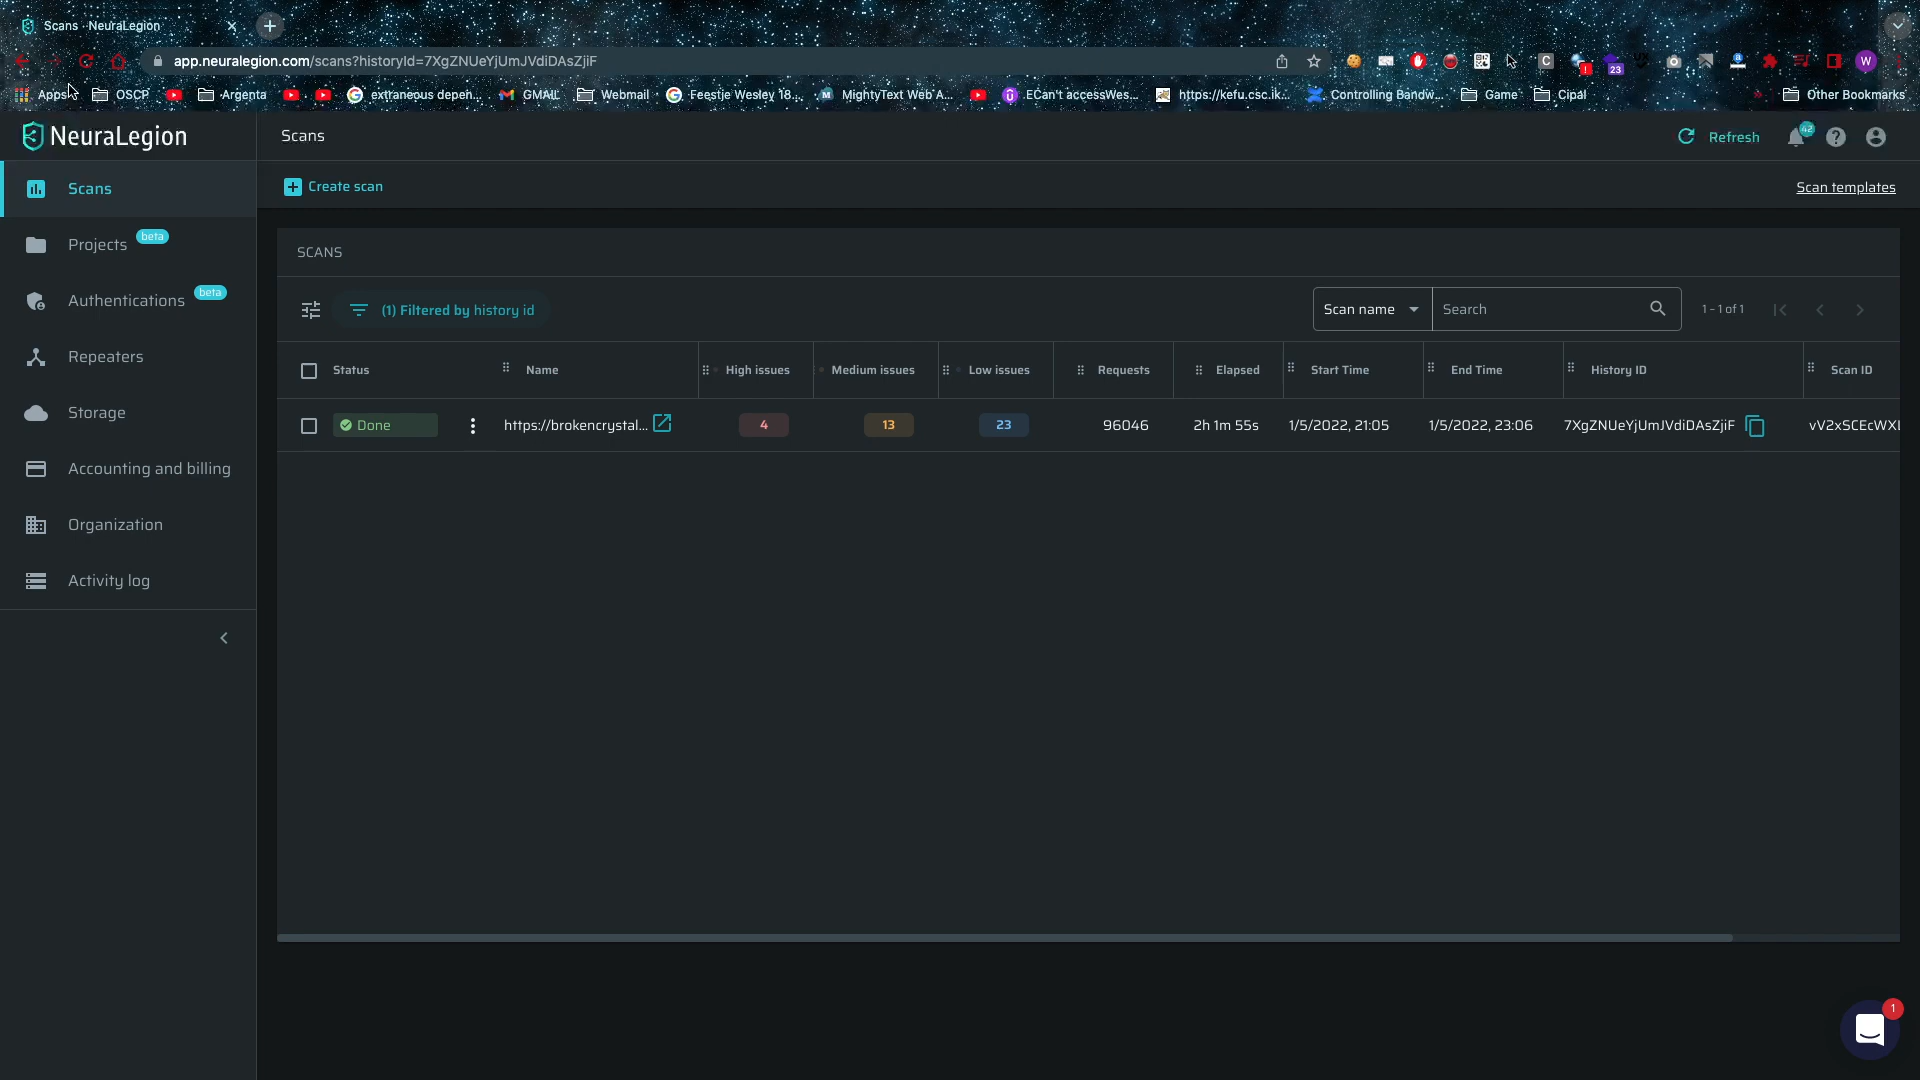 Scans - NeuraLegion
app.neuralegion.com/scans?historyId=7XgZNUeYjUmJVdiDAsZjiF
C
23
W
Apps
OSCP
Argenta
extraneous depeh...
GMAIL
Webmail
Feestje Wesley 18...
MightyText Web A...
ECan't accessWes...
https://kefu.csc.ik...
Controlling Bandw...
Game
Cipal
Other Bookmarks
NeuraLegion
Scans
Refresh
42
Scans
Create scan
Scan templates
Projects beta
Authentications beta
Repeaters
Storage
Accounting and billing
Organization
Activity log
SCANS
(1) Filtered by history id
Scan name
Search
1 - 1 of 1
Status Name High issues Medium issues Low issues Requests Elapsed Start Time End Time History ID Scan ID
Done https://brokencrystal... 4 13 23 96046 2h 1m 55s 1/5/2022, 21:05 1/5/2022, 23:06 7XgZNUeYjUmJVdiDAsZjiF vV2xSCEcWX
1